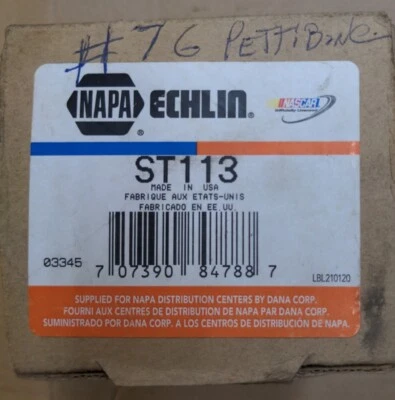 #76 PETTIBONE.
NAPA ECHLIN® NASCAR
ST113
MADE IN USA
FABRIQUE AUX ETATS-UNIS
FABRICADO EN EE.UU.
03345
7 07390 84788 7
LBL210120
SUPPLIED FOR NAPA DISTRIBUTION CENTERS BY DANA CORP.
FOURNI AUX CENTRES DE DISTRIBUTION DE NAPA PAR DANA CORP.
SUMINISTRADO POR DANA CORP. A LOS CENTROS DE DISTRIBUCIÓN DE NAPA.